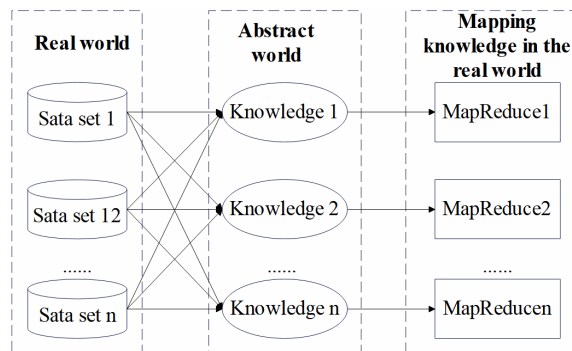 Real world
Abstract
world
Mapping
knowledge in the
real world
Sata set 1
Knowledge 1
MapReduce1
Sata set 12
Knowledge 2
MapReduce2
......
......
......
Sata set n
Knowledge n
MapReducen